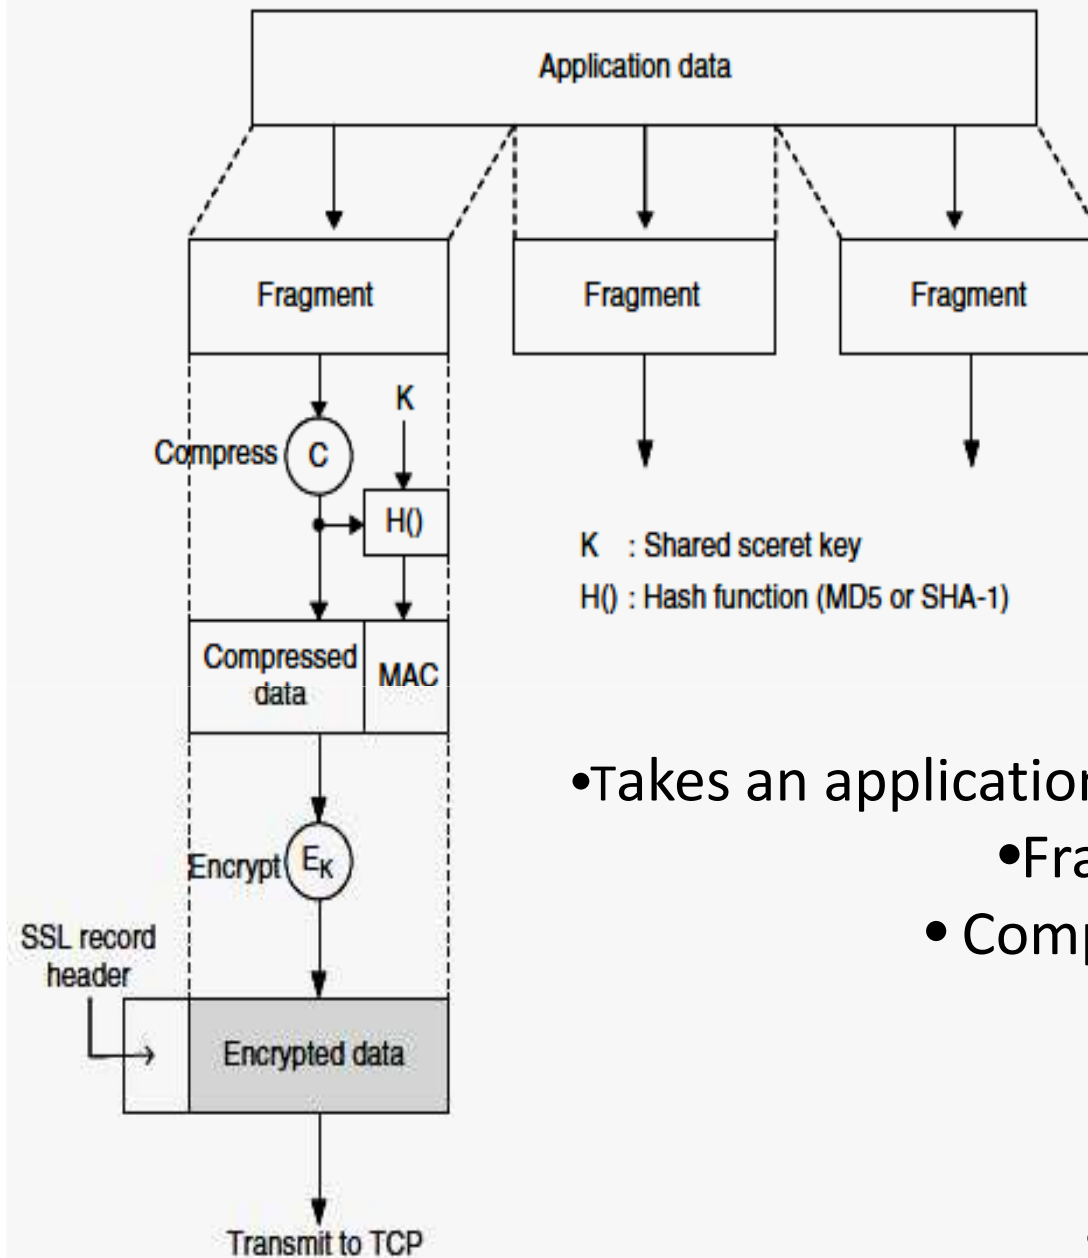 Application data
Fragment
Fragment
Fragment
K
Compress
C
H()
K : Shared sceret key
H() : Hash function (MD5 or SHA-1)
Compressed
data
MAC
•Takes an application
•Fra
• Comp
Encrypt
EK
SSL record
header
Encrypted data
Transmit to TCP